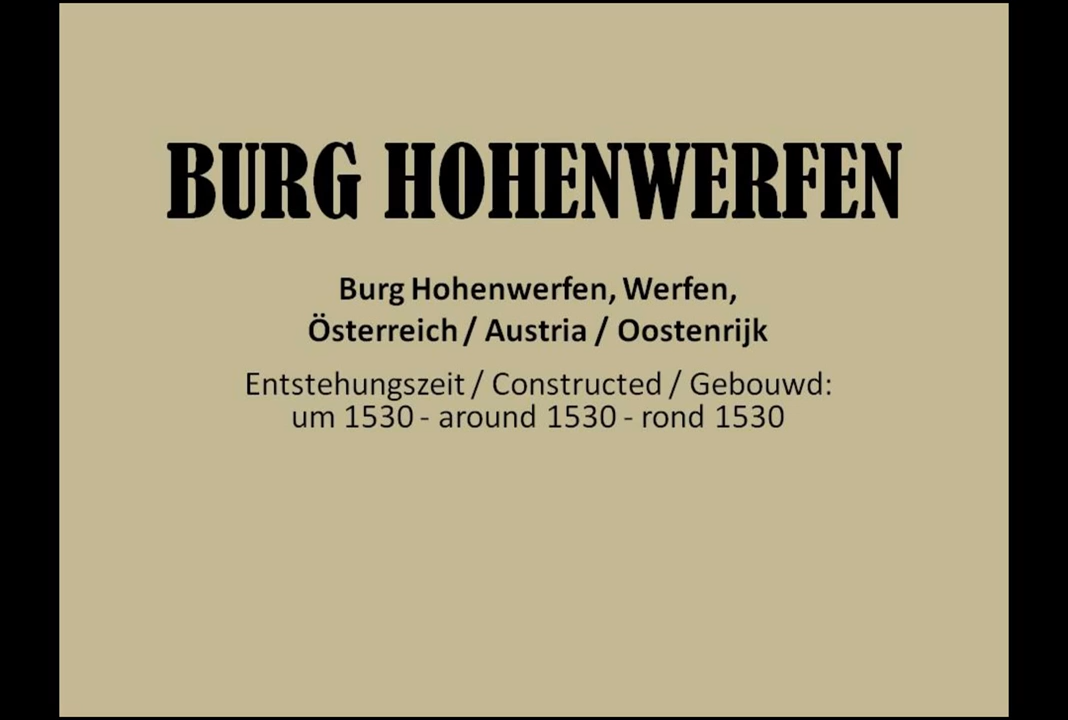 BURG HOHENWERFEN
Burg Hohenwerfen, Werfen,
Österreich / Austria / Oostenrijk
Entstehungszeit / Constructed / Gebouwd:
um 1530 - around 1530 - rond 1530